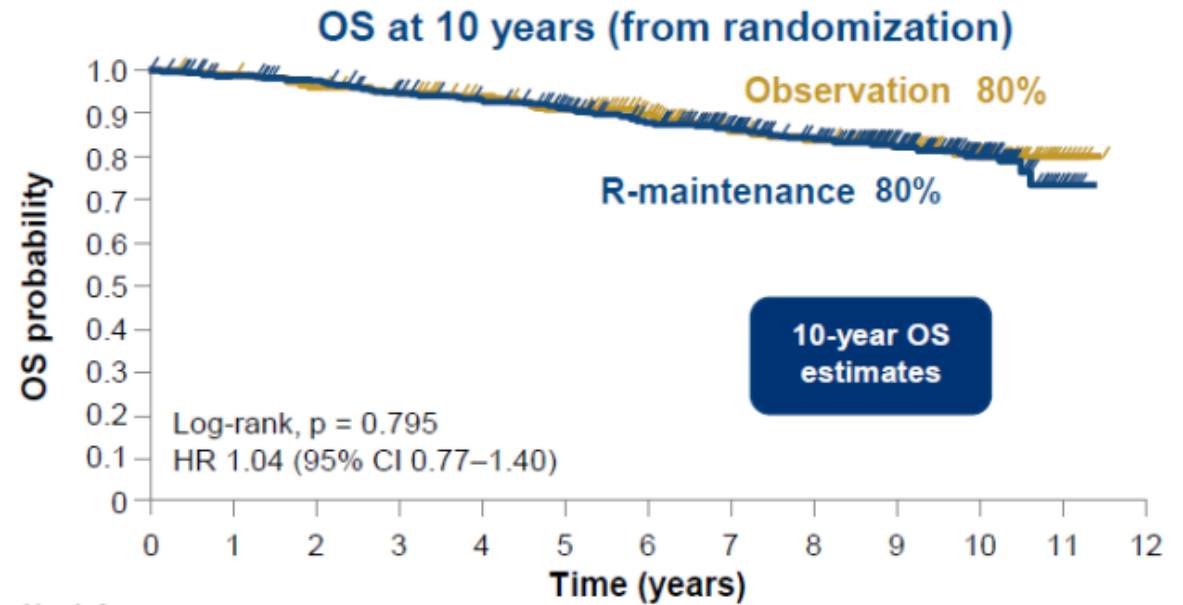 OS at 10 years (from randomization)
Observation 80%
R-maintenance 80%
10-year OS
estimates
Log-rank, p = 0.795
HR 1.04 (95% CI 0.77–1.40)
OS probability
1.0
0.9
0.8
0.7
0.6
0.5
0.4
0.3
0.2
0.1
0
0 1 2 3 4 5 6 7 8 9 10 11 12
Time (years)